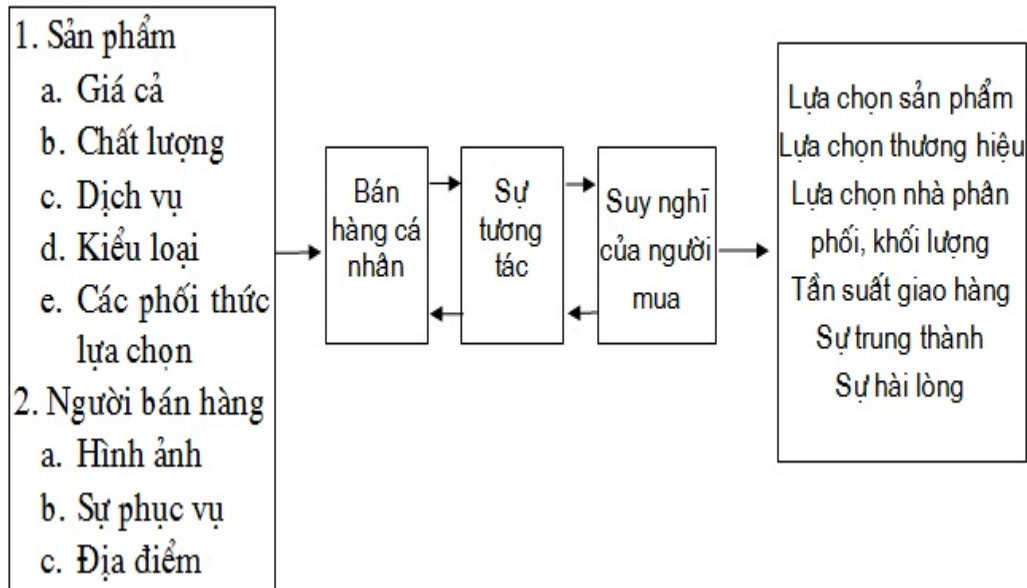 1. Sản phẩm
a. Giá cả
b. Chất lượng
c. Dịch vụ
d. Kiểu loại
e. Các phối thức
lựa chọn
2. Người bán hàng
a. Hình ảnh
b. Sự phục vụ
c. Địa điểm
Bán
hàng cá
nhân
Sự
tương
tác
Suy nghĩ
của người
mua
Lựa chọn sản phẩm
Lựa chọn thương hiệu
Lựa chọn nhà phân
phối, khối lượng
Tần suất giao hàng
Sự trung thành
Sự hài lòng